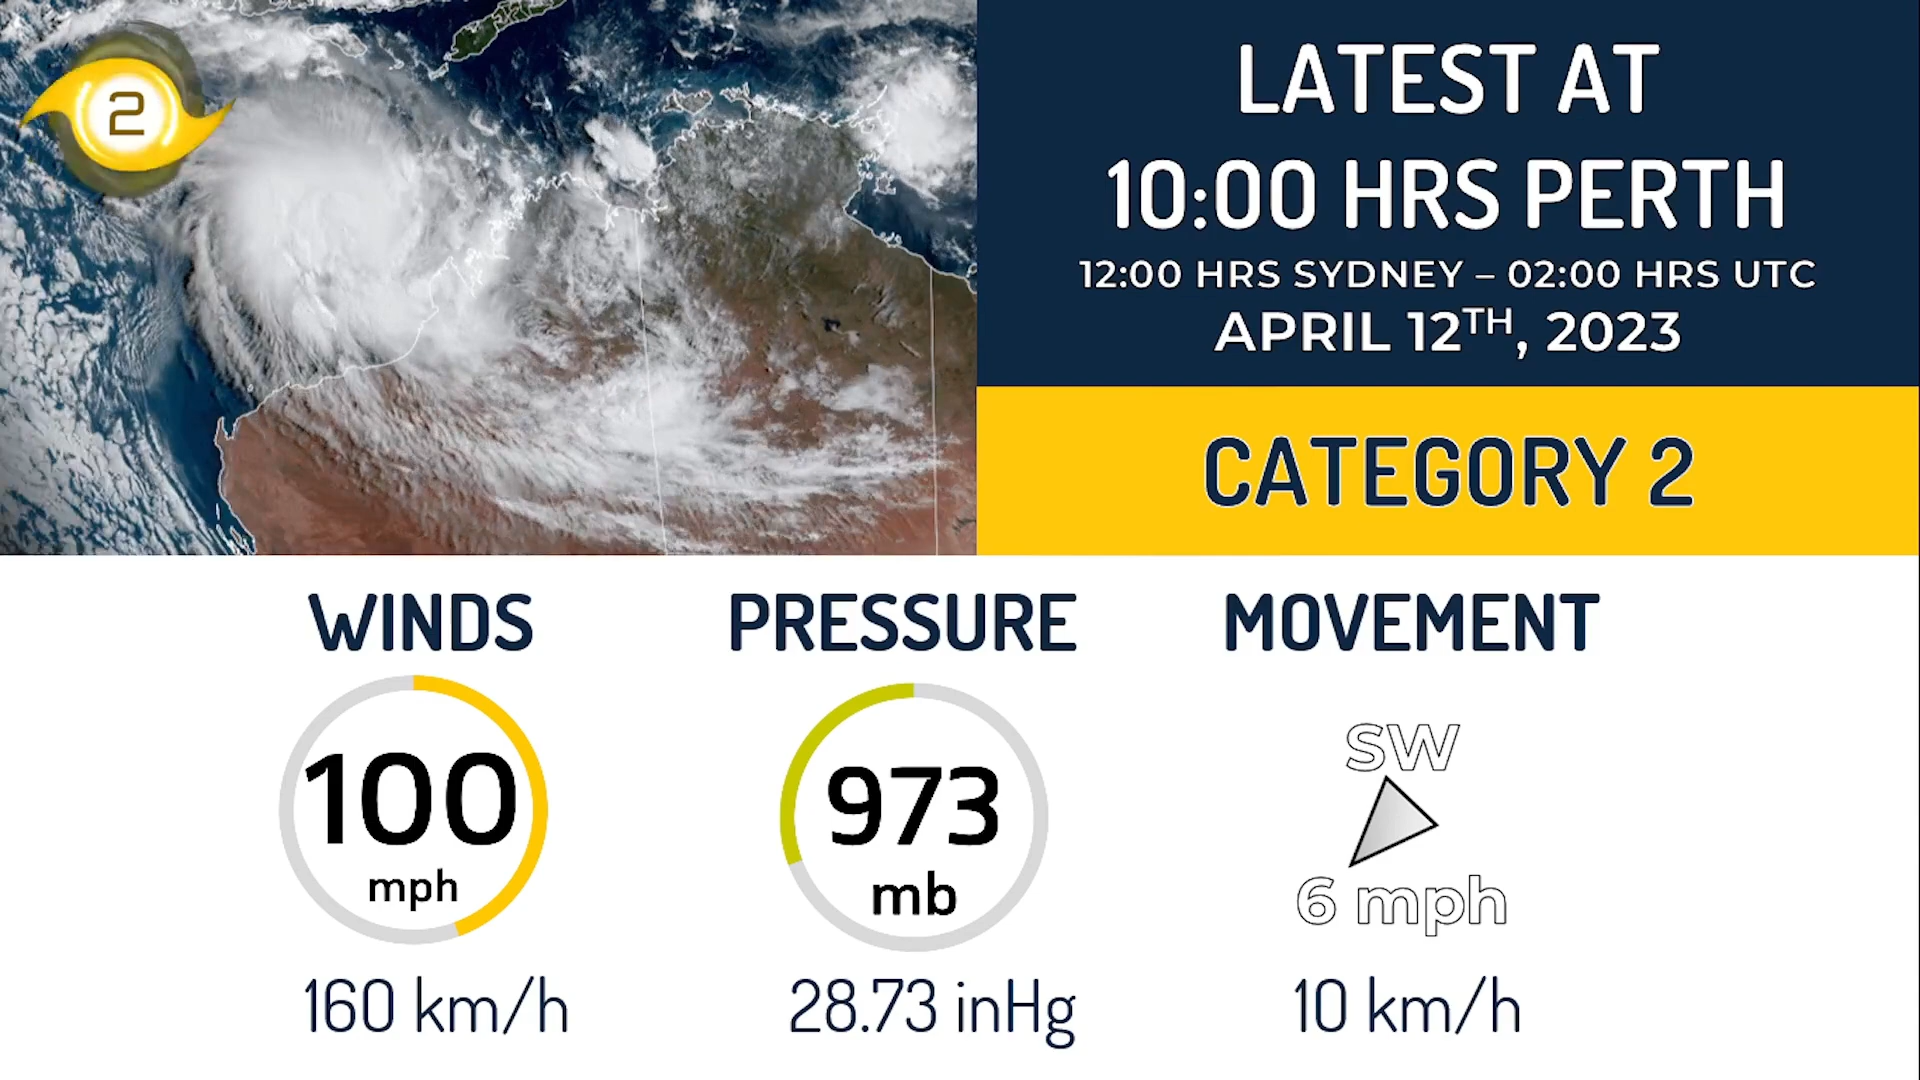 2
LATEST AT
10:00 HRS PERTH
12:00 HRS SYDNEY – 02:00 HRS UTC
APRIL 12TH, 2023
CATEGORY 2
WINDS
100
mph
160 km/h
PRESSURE
973
mb
28.73 inHg
MOVEMENT
SW
6 mph
10 km/h